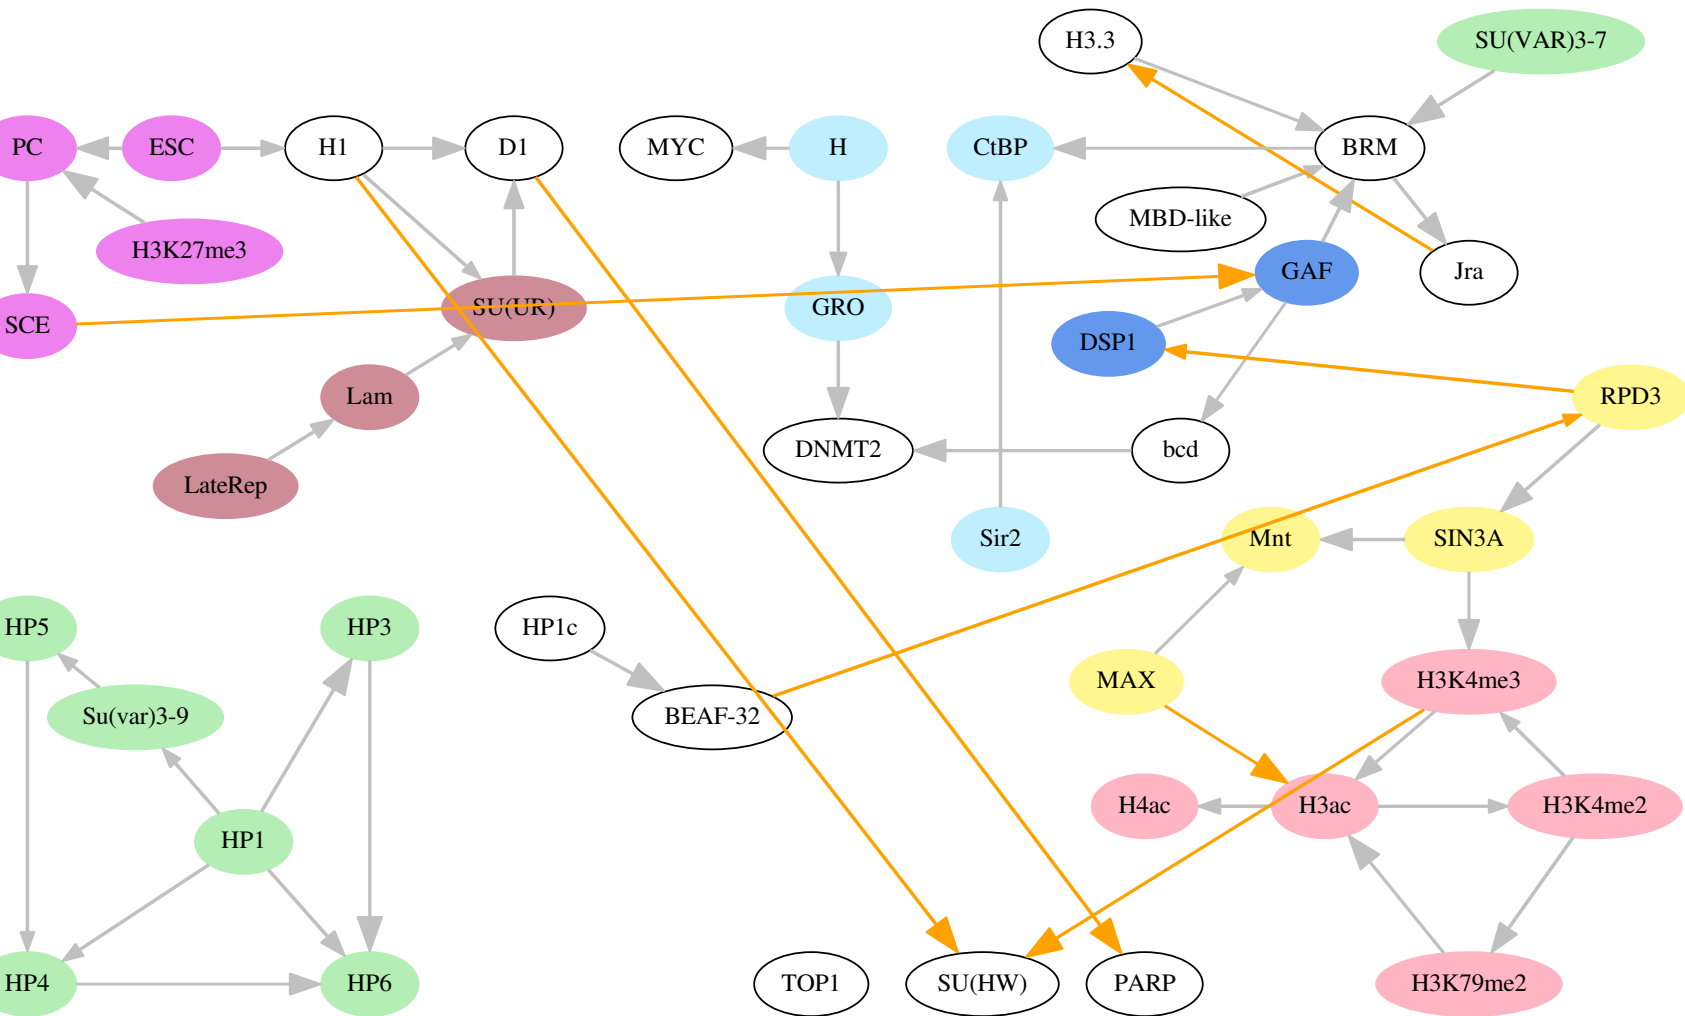 H3.3
SU(VAR)3-7
PC
ESC
H1
D1
MYC
H
CtBP
BRM
MBD-like
H3K27me3
GAF
Jra
SCE
SU(UR)
GRO
DSP1
Lam
RPD3
DNMT2
bcd
LateRep
Sir2
Mnt
SIN3A
HP5
HP3
HP1c
MAX
H3K4me3
Su(var)3-9
BEAF-32
H4ac
H3ac
H3K4me2
HP1
HP4
HP6
TOP1
SU(HW)
PARP
H3K79me2